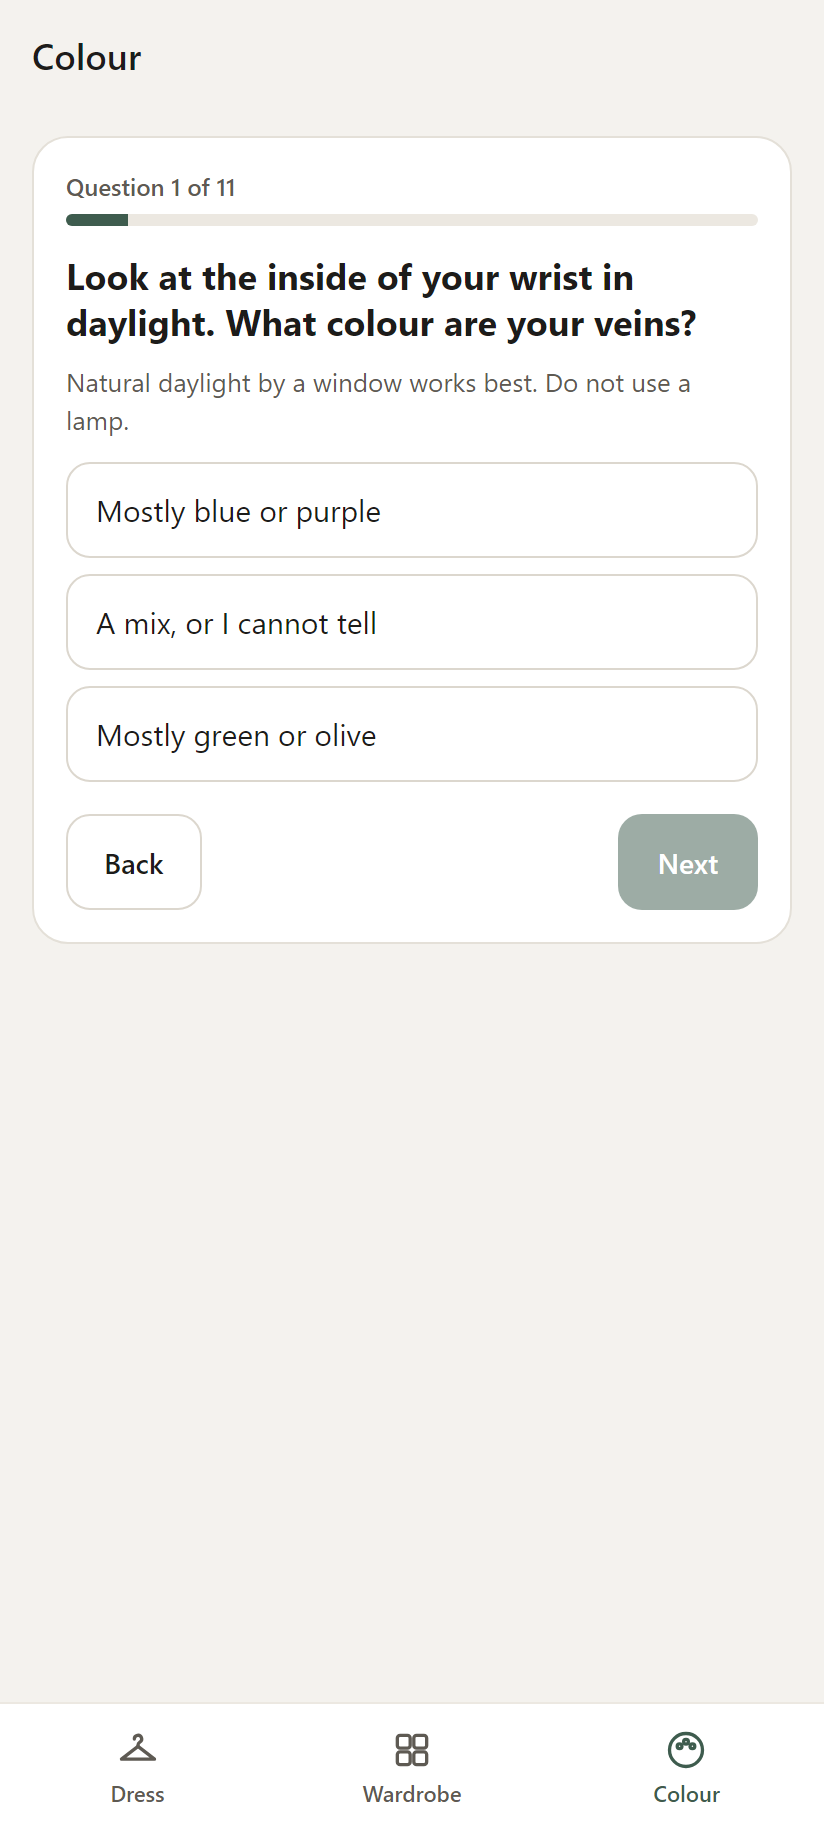 Colour
Question 1 of 11
Look at the inside of your wrist in
daylight. What colour are your veins?
Natural daylight by a window works best. Do not use a
lamp.
Mostly blue or purple
A mix, or I cannot tell
Mostly green or olive
Back
Next
Dress
Wardrobe
Colour